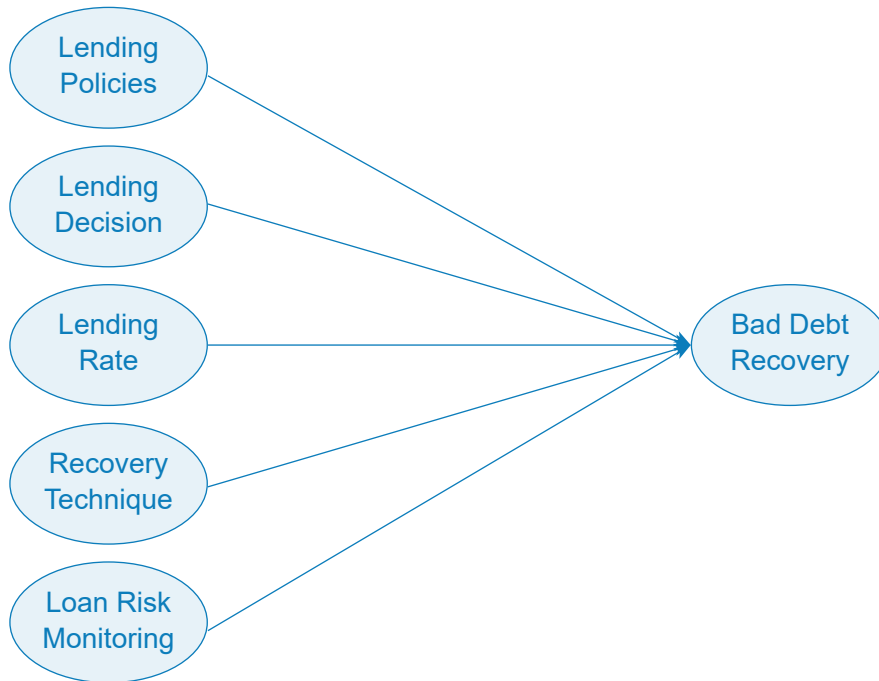 Lending
Policies
Lending
Decision
Lending
Rate
Recovery
Technique
Loan Risk
Monitoring
Bad Debt
Recovery